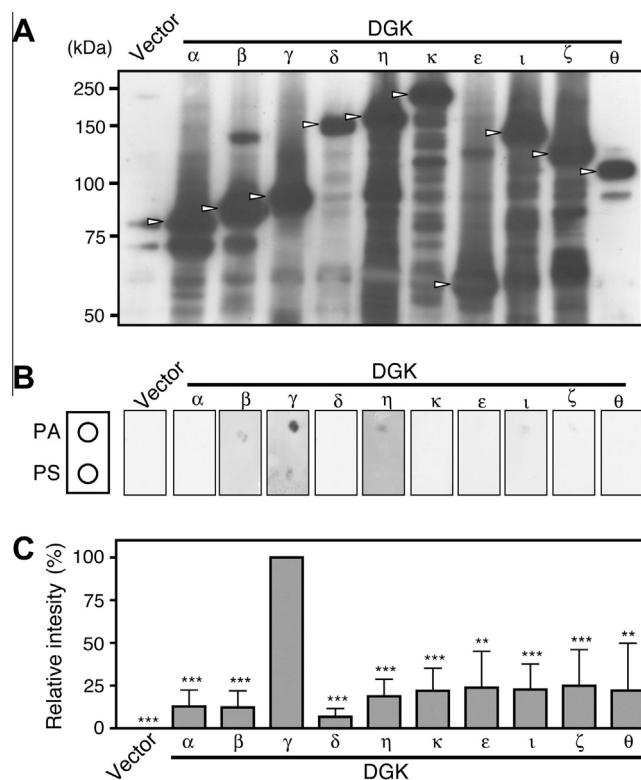 A
DGK
(kDa) Vector α β γ δ η κ ε ι ζ θ
250
150
100
75
50
B
DGK
Vector α β γ δ η κ ε ι ζ θ
PA
PS
C
Relative intesity (%)
100
75
50
25
0
*** *** *** *** *** *** ** *** *** **
Vector α β γ δ η κ ε ι ζ θ
DGK